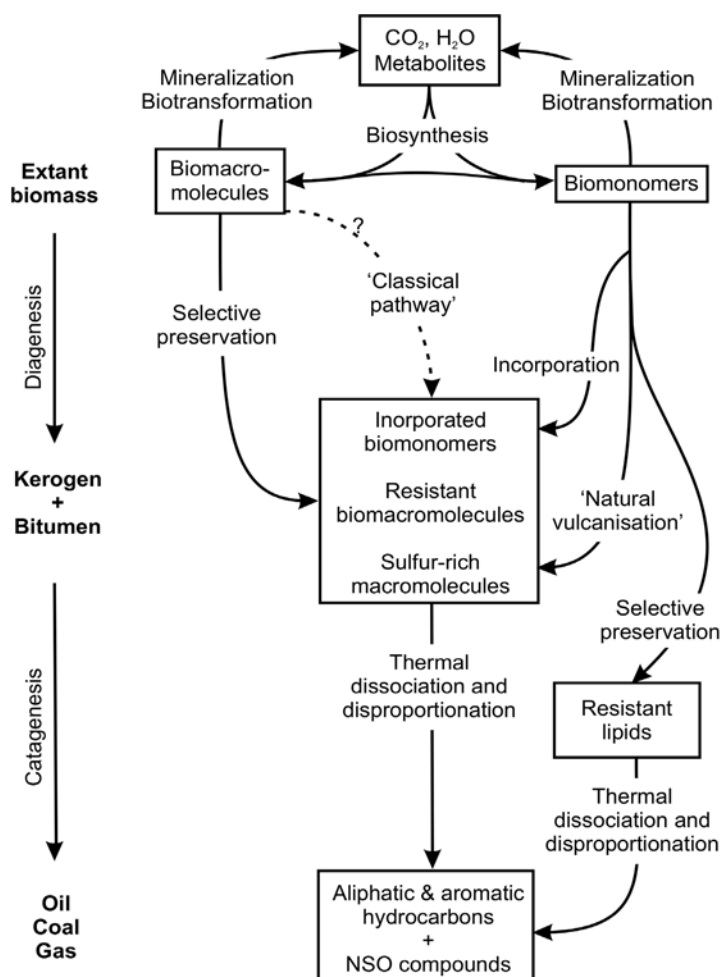 CO₂, H₂O
Metabolites
Mineralization
Biotransformation
Mineralization
Biotransformation
Biosynthesis
Extant
biomass
Biomacro-
molecules
Biomonomers
?
'Classical
pathway'
Selective
preservation
Diagenesis
Incorporation
Inorporated
biomonomers
Resistant
biomacromolecules
Sulfur-rich
macromolecules
Kerogen
+
Bitumen
'Natural
vulcanisation'
Selective
preservation
Thermal
dissociation and
disproportionation
Catagenesis
Resistant
lipids
Thermal
dissociation and
disproportionation
Oil
Coal
Gas
Aliphatic & aromatic
hydrocarbons
+
NSO compounds